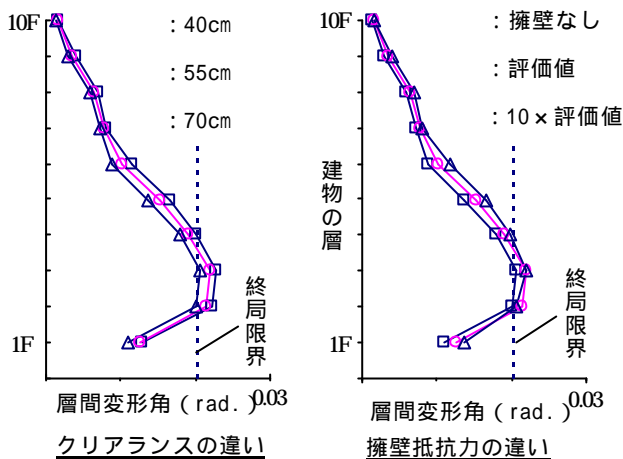 10F
: 40cm
: 55cm
: 70cm
終局限界
1F
0.03
層間変形角(rad.)
クリアランスの違い
10F
: 擁壁なし
: 評価値
: 10×評価値
建物の層
終局限界
1F
0.03
層間変形角(rad.)
擁壁抵抗力の違い